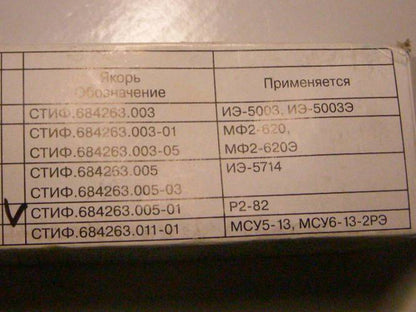 Якорь
Обозначение Применяется
СТИФ.684263.003 ИЭ-5003, ИЭ-5003Э
СТИФ.684263.003-01 МФ2-620,
СТИФ.684263.003-05 МФ2-620Э
СТИФ.684263.005 ИЭ-5714
СТИФ.684263.005-03
СТИФ.684263.005-01 Р2-82
СТИФ.684263.011-01 МСУ5-13, МСУ6-13-2РЭ